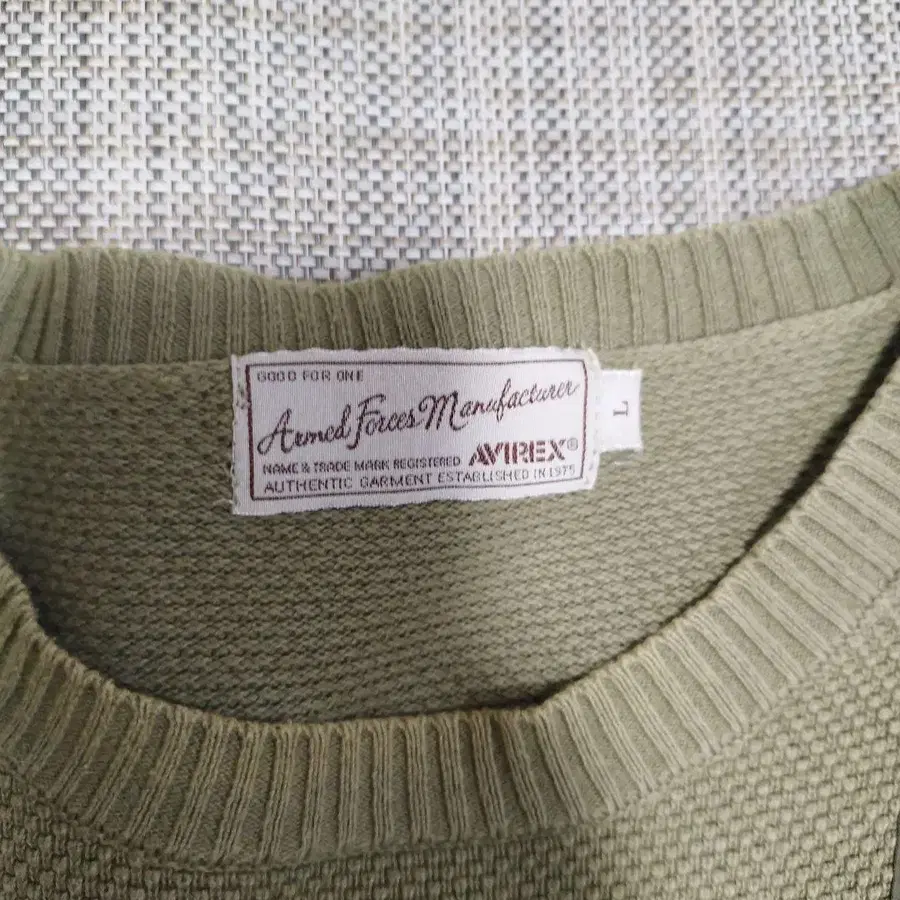 GOOD FOR ONE
Armed Forces Manufacturer
NAME & TRADE MARK REGISTERED AVIREX®
AUTHENTIC GARMENT ESTABLISHED IN 1975
L